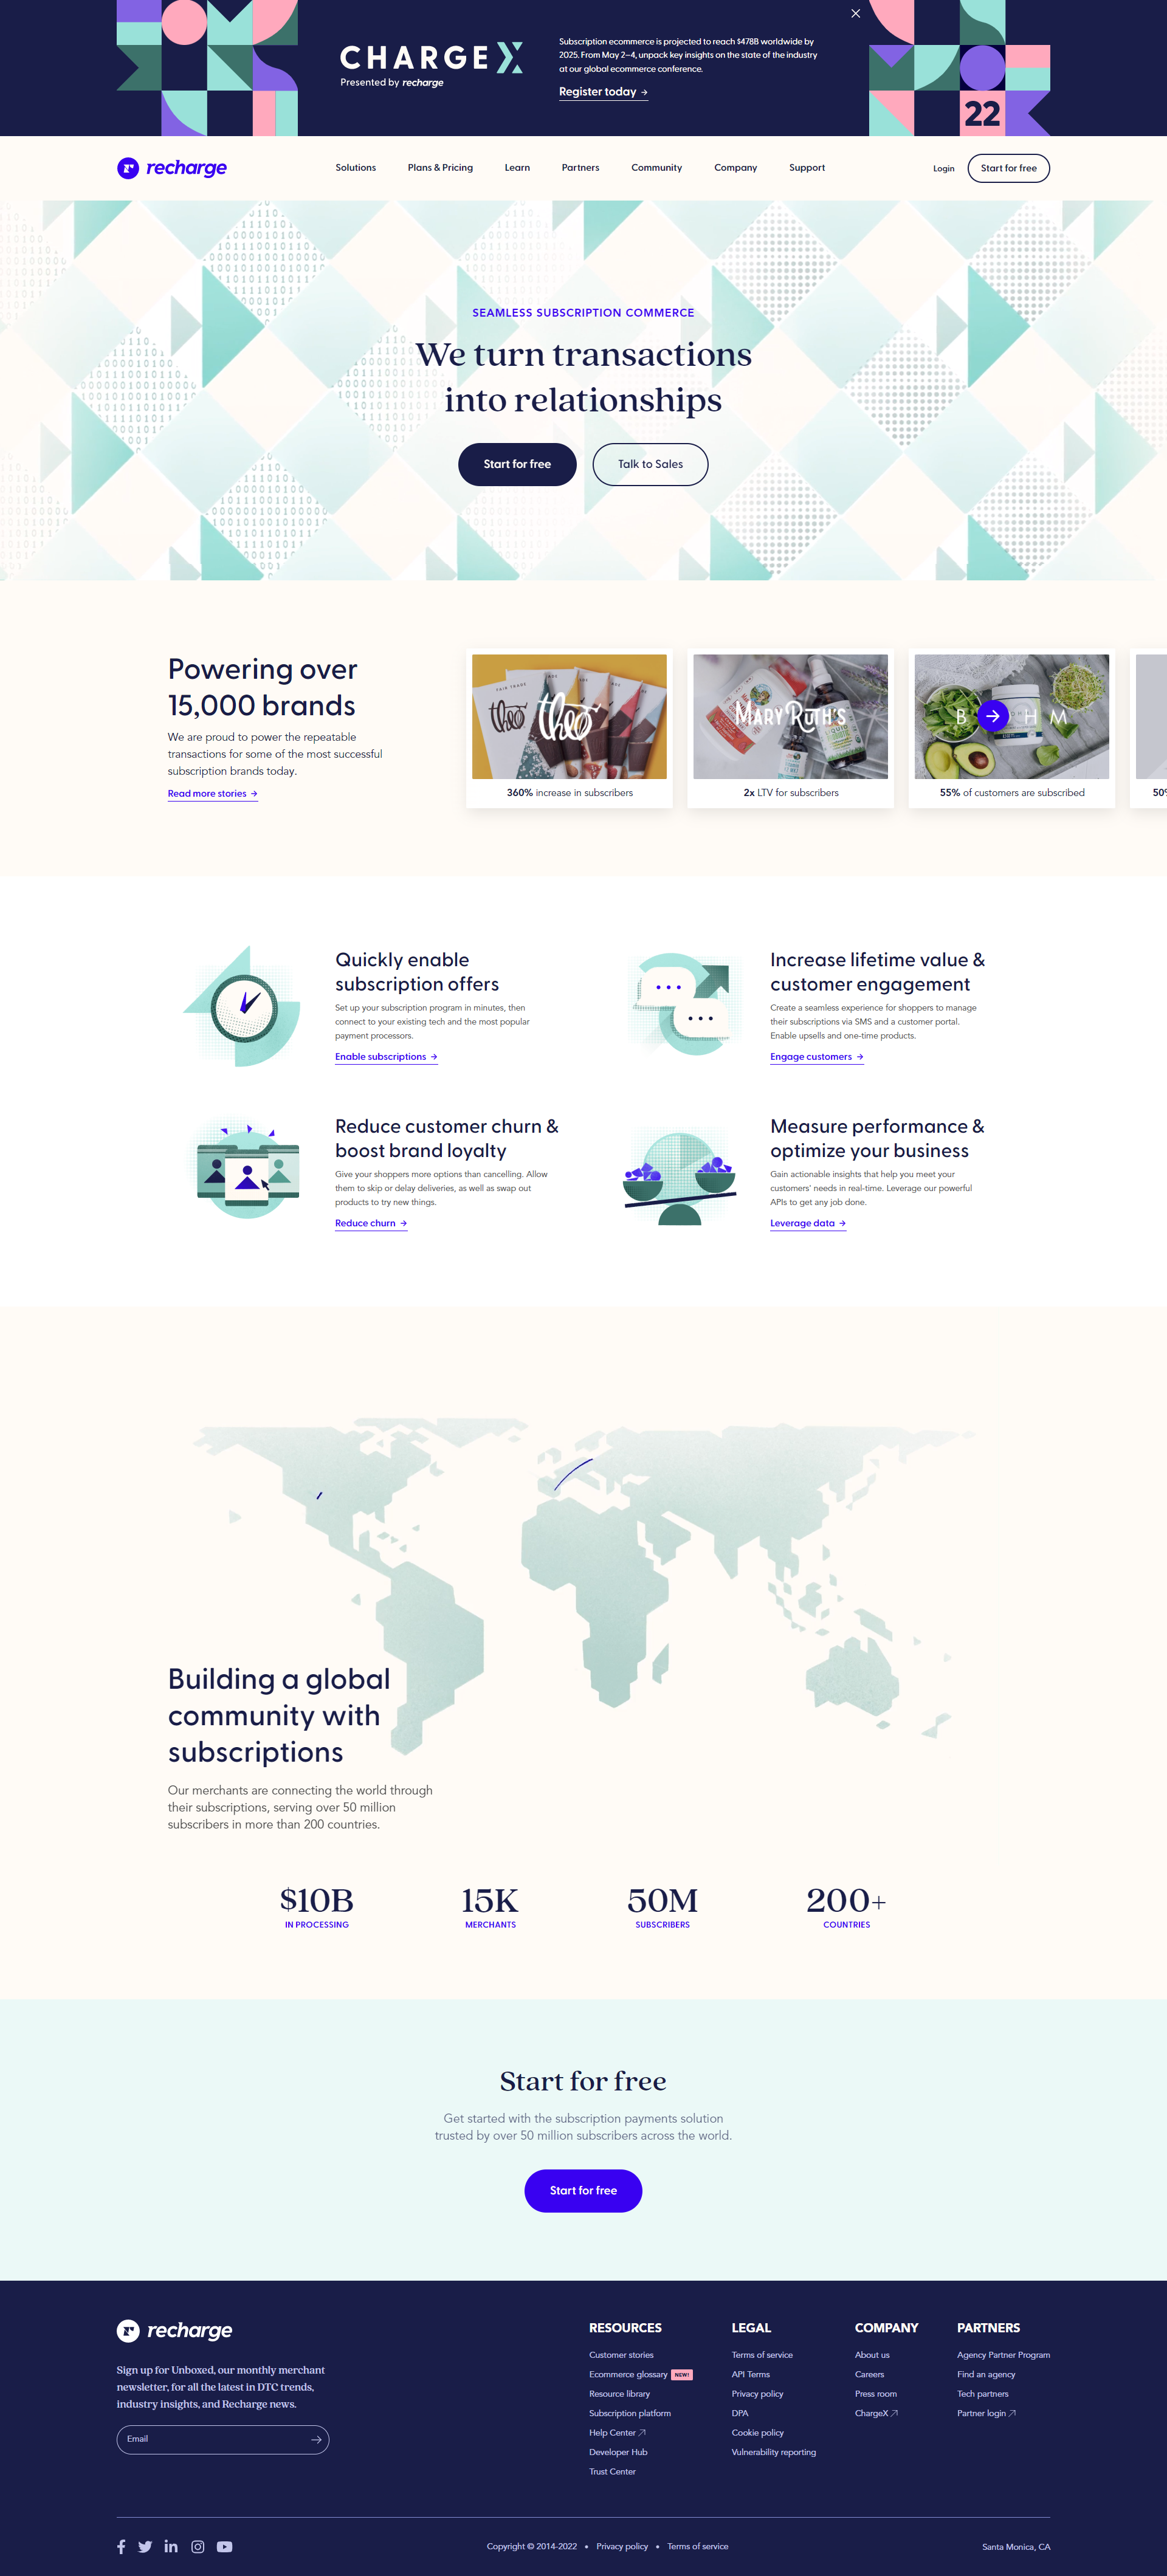 CHARGEX
Presented by recharge
Subscription ecommerce is projected to reach $478B worldwide by
2025. From May 2–4, unpack key insights on the state of the industry
at our global ecommerce conference.
Register today →
22
recharge
Solutions
Plans & Pricing
Learn
Partners
Community
Company
Support
Login
Start for free
SEAMLESS SUBSCRIPTION COMMERCE
We turn transactions
into relationships
Start for free
Talk to Sales
Powering over
15,000 brands
We are proud to power the repeatable
transactions for some of the most successful
subscription brands today.
Read more stories →
FAIR TRADE
theo
theo
360% increase in subscribers
MARY RUTH'S
2x LTV for subscribers
B H M
55% of customers are subscribed
50%
Quickly enable
subscription offers
Set up your subscription program in minutes, then
connect to your existing tech and the most popular
payment processors.
Enable subscriptions →
Increase lifetime value &
customer engagement
Create a seamless experience for shoppers to manage
their subscriptions via SMS and a customer portal.
Enable upsells and one-time products.
Engage customers →
Reduce customer churn &
boost brand loyalty
Give your shoppers more options than cancelling. Allow
them to skip or delay deliveries, as well as swap out
products to try new things.
Reduce churn →
Measure performance &
optimize your business
Gain actionable insights that help you meet your
customers' needs in real-time. Leverage our powerful
APIs to get any job done.
Leverage data →
Building a global
community with
subscriptions
Our merchants are connecting the world through
their subscriptions, serving over 50 million
subscribers in more than 200 countries.
$10B
IN PROCESSING
15K
MERCHANTS
50M
SUBSCRIBERS
200+
COUNTRIES
Start for free
Get started with the subscription payments solution
trusted by over 50 million subscribers across the world.
Start for free
recharge
Sign up for Unboxed, our monthly merchant
newsletter, for all the latest in DTC trends,
industry insights, and Recharge news.
Email
RESOURCES
Customer stories
Ecommerce glossary NEW!
Resource library
Subscription platform
Help Center
Developer Hub
Trust Center
LEGAL
Terms of service
API Terms
Privacy policy
DPA
Cookie policy
Vulnerability reporting
COMPANY
About us
Careers
Press room
ChargeX
PARTNERS
Agency Partner Program
Find an agency
Tech partners
Partner login
Copyright © 2014-2022 • Privacy policy • Terms of service
Santa Monica, CA